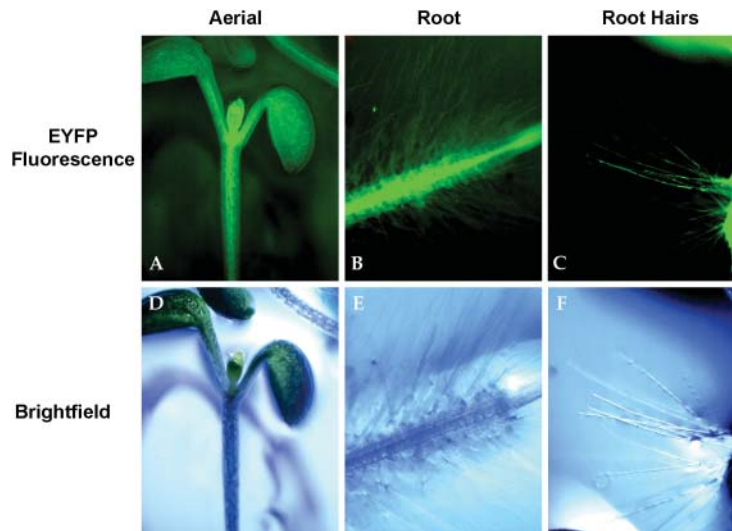 Aerial
Root
Root Hairs
EYFP
Fluorescence
A
B
C
Brightfield
D
E
F